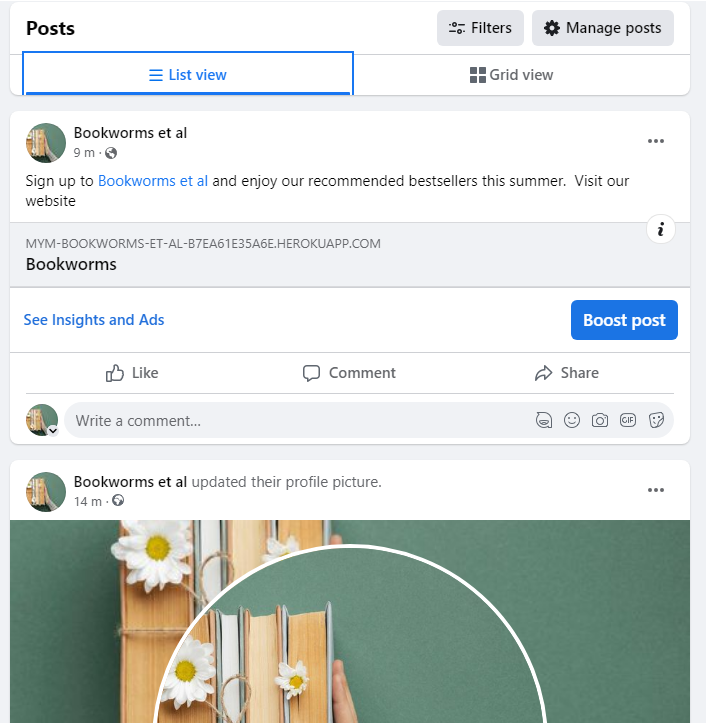 Posts
Filters
Manage posts
List view
Grid view
Bookworms et al
9 m ·
Sign up to Bookworms et al and enjoy our recommended bestsellers this summer.  Visit our
website
i
MYM-BOOKWORMS-ET-AL-B7EA61E35A6E.HEROKUAPP.COM
Bookworms
See Insights and Ads
Boost post
Like
Comment
Share
Write a comment...
GIF
Bookworms et al updated their profile picture.
14 m ·